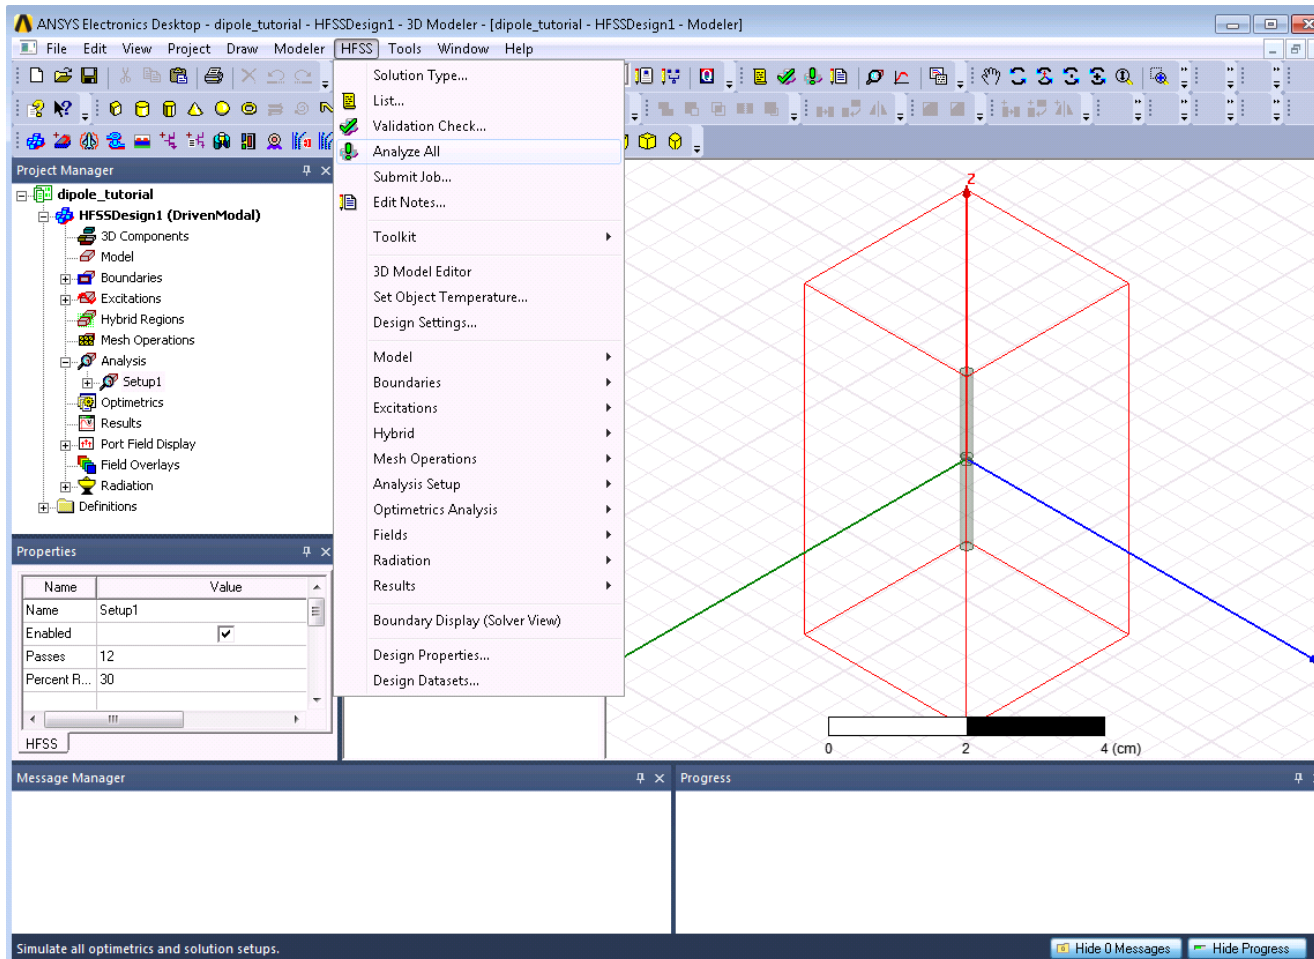 ANSYS Electronics Desktop - dipole_tutorial - HFSSDesign1 - 3D Modeler - [dipole_tutorial - HFSSDesign1 - Modeler]
File Edit View Project Draw Modeler HFSS Tools Window Help
Solution Type...
List...
Validation Check...
Analyze All
Submit Job...
Edit Notes...
Toolkit
3D Model Editor
Set Object Temperature...
Design Settings...
Model
Boundaries
Excitations
Hybrid
Mesh Operations
Analysis Setup
Optimetrics Analysis
Fields
Radiation
Results
Boundary Display (Solver View)
Design Properties...
Design Datasets...
Project Manager
dipole_tutorial
HFSSDesign1 (DrivenModal)
3D Components
Model
Boundaries
Excitations
Hybrid Regions
Mesh Operations
Analysis
Setup1
Optimetrics
Results
Port Field Display
Field Overlays
Radiation
Definitions
Properties
Name Value
Name Setup1
Enabled
Passes 12
Percent R... 30
HFSS
Z
0 2 4 (cm)
Message Manager
Progress
Simulate all optimetrics and solution setups.
Hide 0 Messages
Hide Progress